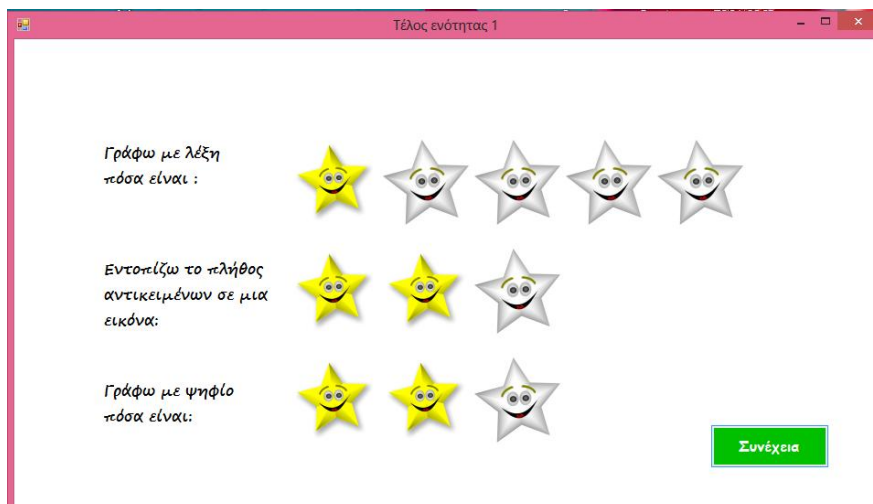 Τέλος ενότητας 1
Γράφω με λέξη
πόσα είναι :
Εντοπίζω το πλήθος
αντικειμένων σε μια
εικόνα;
Γράφω με ψηφίο
πόσα είναι;
Συνέχεια